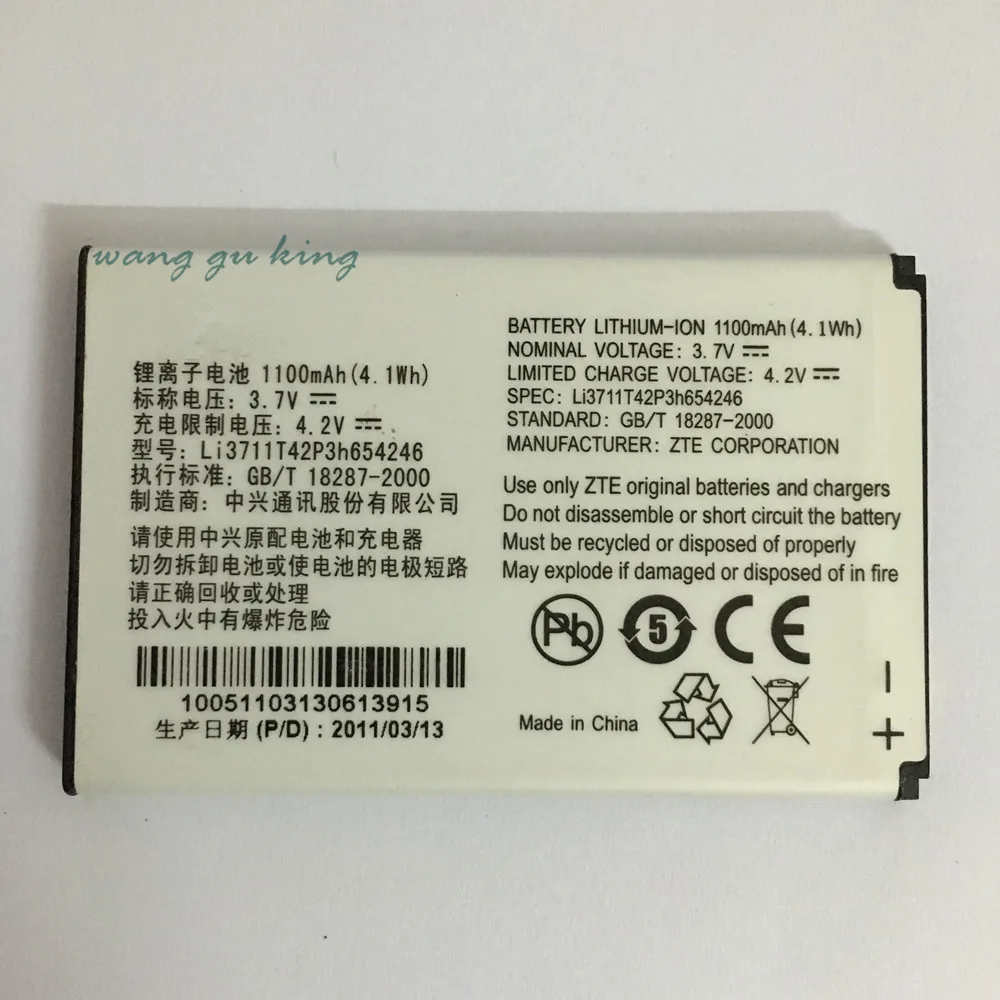 wang gu king
锂离子电池 1100mAh(4.1Wh)
标称电压: 3.7V
充电限制电压: 4.2V
型号: Li3711T42P3h654246
执行标准: GB/T 18287-2000
制造商: 中兴通讯股份有限公司
请使用中兴原配电池和充电器
切勿拆卸电池或使电池的电极短路
请正确回收或处理
投入火中有爆炸危险
10051103130613915
生产日期 (P/D) : 2011/03/13
BATTERY LITHIUM-ION 1100mAh(4.1Wh)
NOMINAL VOLTAGE: 3.7V
LIMITED CHARGE VOLTAGE: 4.2V
SPEC: Li3711T42P3h654246
STANDARD: GB/T 18287-2000
MANUFACTURER: ZTE CORPORATION
Use only ZTE original batteries and chargers
Do not disassemble or short circuit the battery
Must be recycled or disposed of properly
May explode if damaged or disposed of in fire
Pb 5 CE
Made in China
-
+